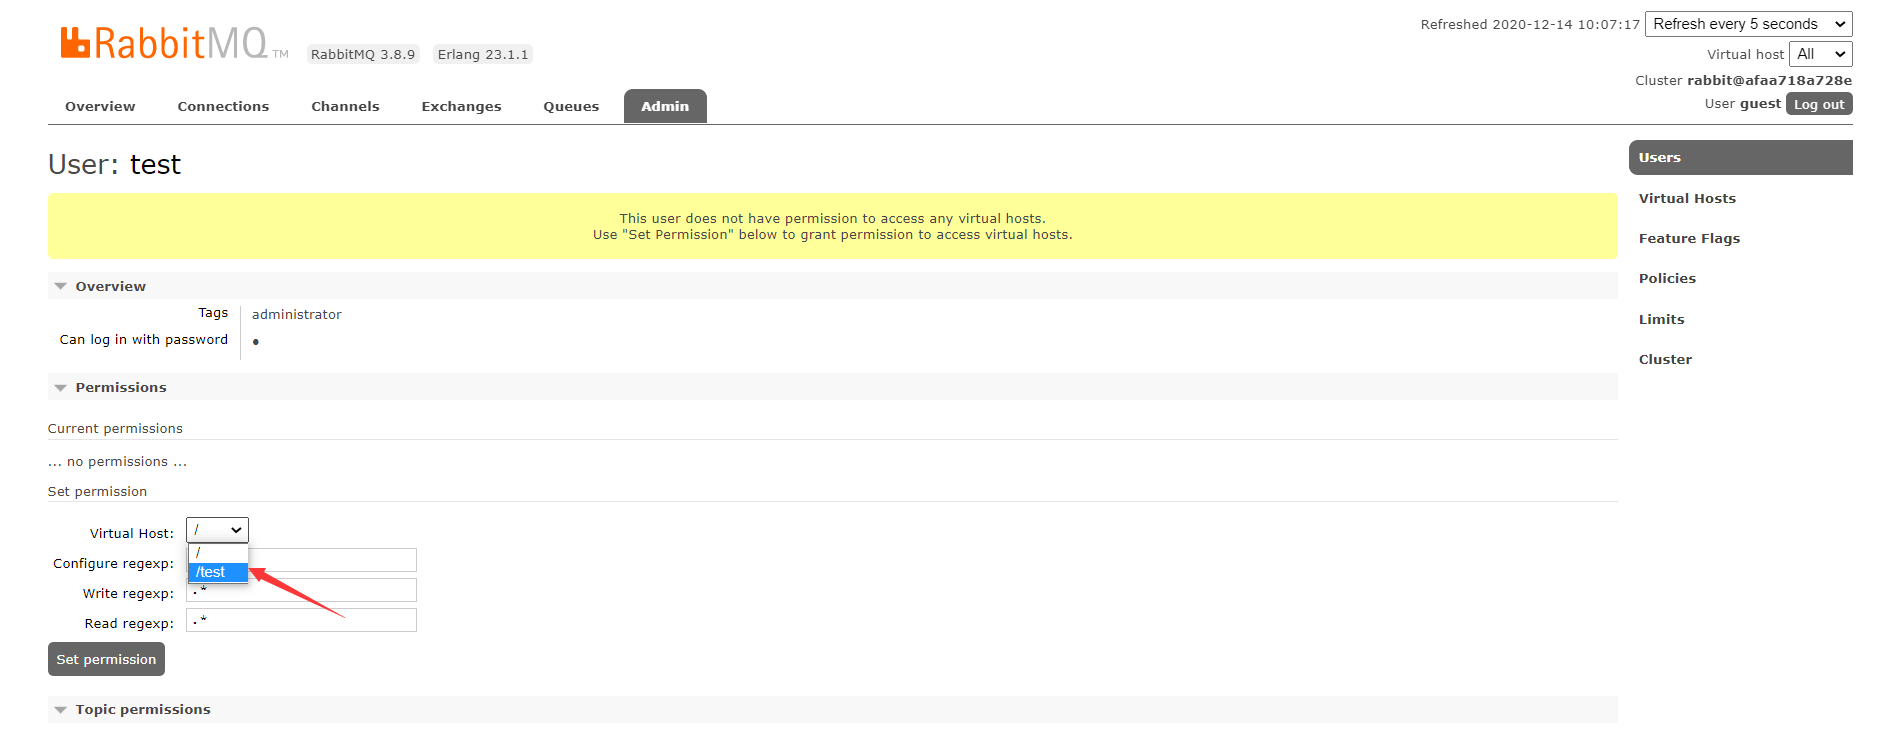 Refreshed 2020-12-14 10:07:17 Refresh every 5 seconds
RabbitMQ TM RabbitMQ 3.8.9 Erlang 23.1.1
Virtual host All
Cluster rabbit@afaa718a728e
User guest Log out
Overview Connections Channels Exchanges Queues Admin
User: test
This user does not have permission to access any virtual hosts.
Use "Set Permission" below to grant permission to access virtual hosts.
Overview
Tags administrator
Can log in with password ●
Permissions
Current permissions
... no permissions ...
Set permission
Virtual Host: /
/
/test
Configure regexp:
Write regexp: .*
Read regexp: .*
Set permission
Topic permissions
Users
Virtual Hosts
Feature Flags
Policies
Limits
Cluster